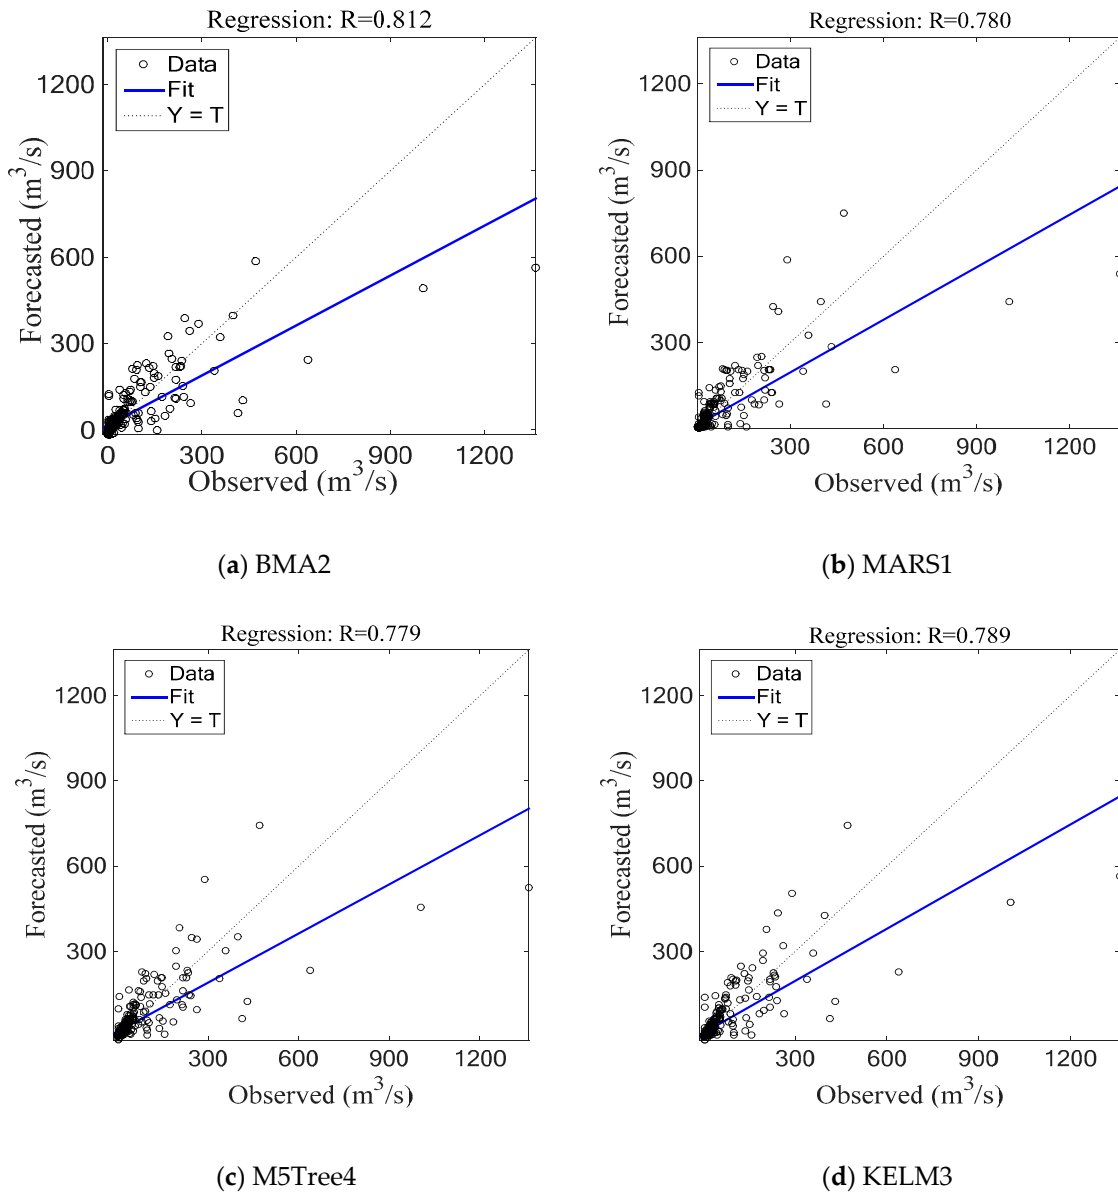 Regression: R=0.812
Data
Fit
Y = T
1200
900
600
300
0
Forecasted (m³/s)
0 300 600 900 1200
Observed (m³/s)
(a) BMA2
Regression: R=0.780
Data
Fit
Y = T
1200
900
600
300
Forecasted (m³/s)
300 600 900 1200
Observed (m³/s)
(b) MARS1
Regression: R=0.779
Data
Fit
Y = T
1200
900
600
300
Forecasted (m³/s)
300 600 900 1200
Observed (m³/s)
(c) M5Tree4
Regression: R=0.789
Data
Fit
Y = T
1200
900
600
300
Forecasted (m³/s)
300 600 900 1200
Observed (m³/s)
(d) KELM3